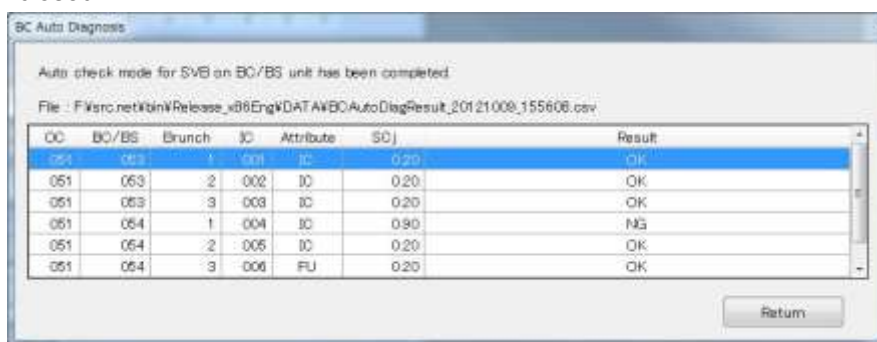 BC Auto Diagnosis
Auto check mode for SVB on BC/BS unit has been completed
File : F¥src.net¥bin¥Release_x86Eng¥DATA¥BCAutoDiagResult_20121009_155608.csv
OC BC/BS Brunch IC Attribute SCj Result
051 053 1 001 IC 0.20 OK
051 053 2 002 IC 0.20 OK
051 053 3 003 IC 0.20 OK
051 054 1 004 IC 0.90 NG
051 054 2 005 IC 0.20 OK
051 054 3 006 FU 0.20 OK
Return